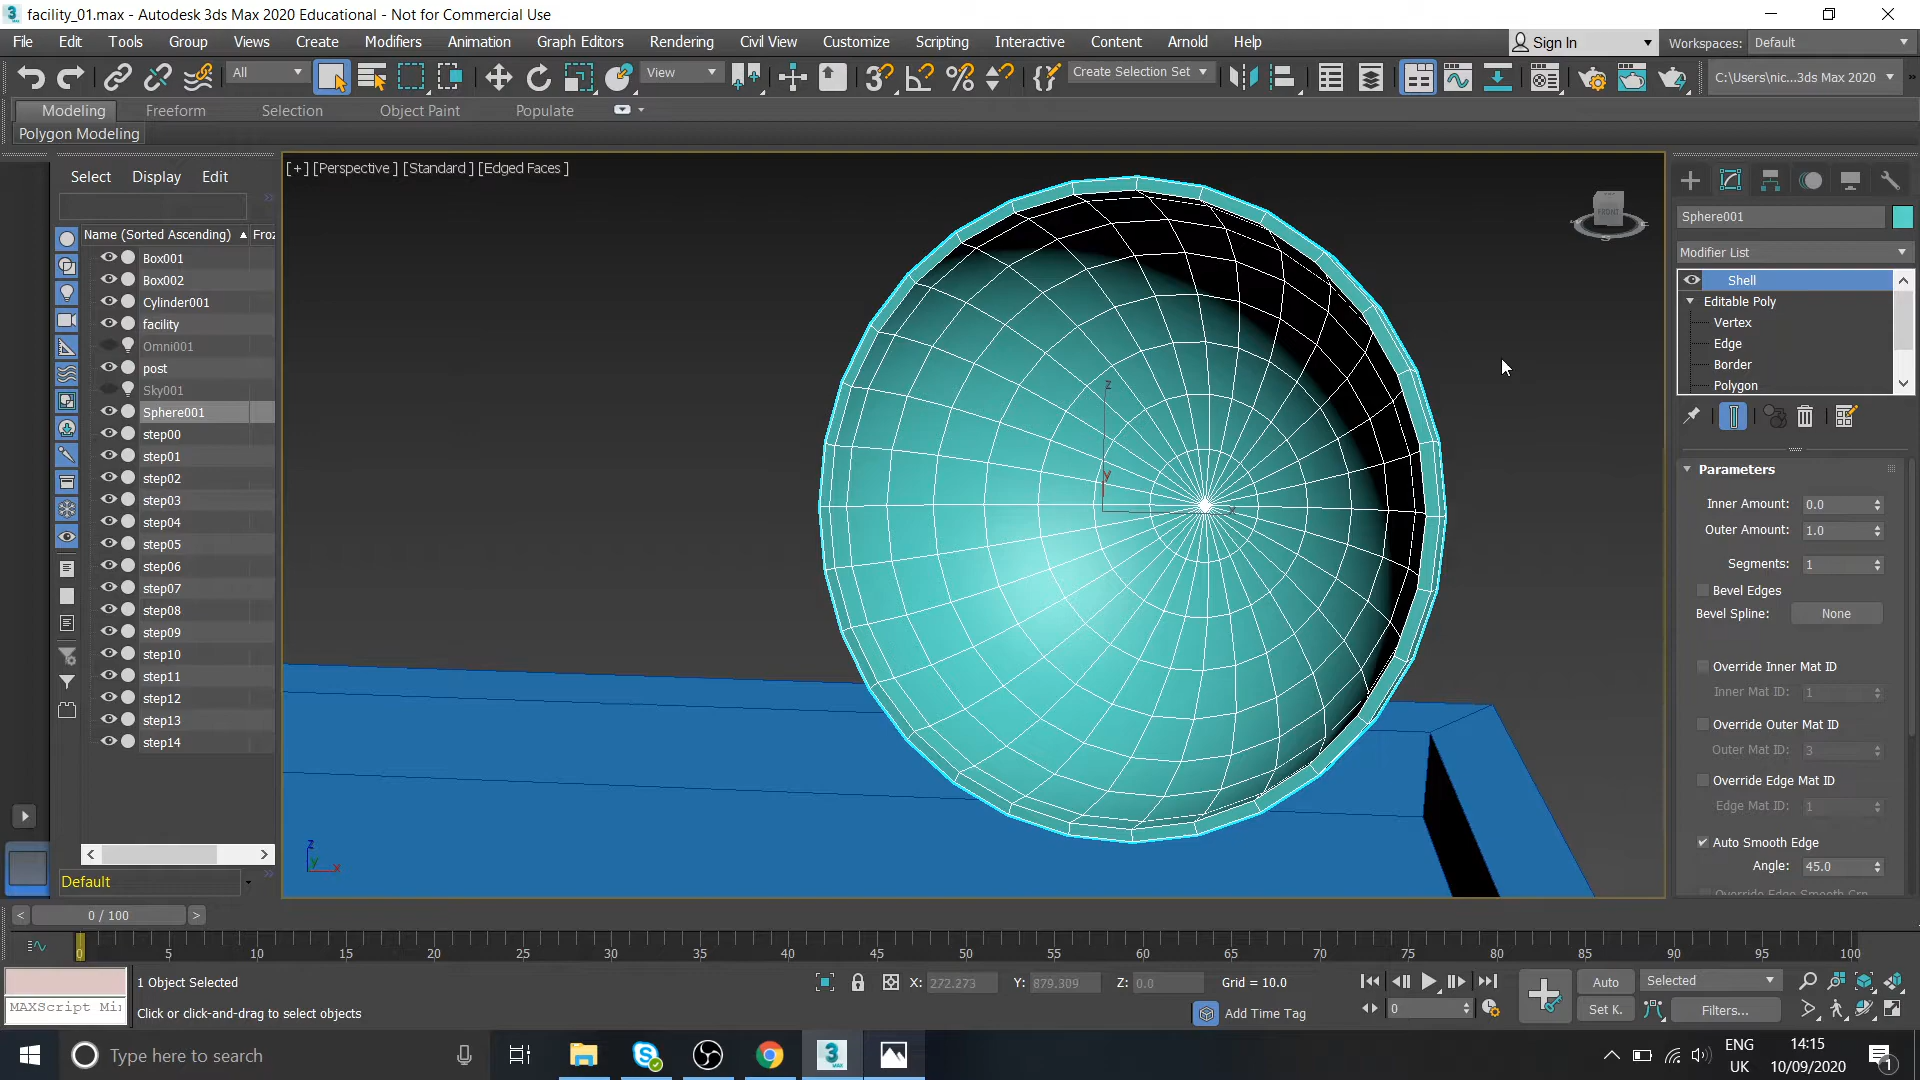 facility_01.max - Autodesk 3ds Max 2020 Educational - Not for Commercial Use
File Edit Tools Group Views Create Modifiers Animation Graph Editors Rendering Civil View Customize Scripting Interactive Content Arnold Help
Sign In
Workspaces: Default
All
View
Create Selection Set
C:\Users\nic...3ds Max 2020
Modeling Freeform Selection Object Paint Populate
Polygon Modeling
Select Display Edit
Name (Sorted Ascending) Froz
Box001
Box002
Cylinder001
facility
Omni001
post
Sky001
Sphere001
step00
step01
step02
step03
step04
step05
step06
step07
step08
step09
step10
step11
step12
step13
step14
Default
[+] [Perspective ] [Standard ] [Edged Faces ]
FRONT
z
y
x
z
y
x
Sphere001
Modifier List
Shell
Editable Poly
Vertex
Edge
Border
Polygon
Parameters
Inner Amount: 0.0
Outer Amount: 1.0
Segments: 1
Bevel Edges
Bevel Spline: None
Override Inner Mat ID
Inner Mat ID: 1
Override Outer Mat ID
Outer Mat ID: 3
Override Edge Mat ID
Edge Mat ID: 1
Auto Smooth Edge
Angle: 45.0
Override Edge Smooth Grp
< 0 / 100 >
0 5 10 15 20 25 30 35 40 45 50 55 60 65 70 75 80 85 90 95 100
1 Object Selected
Click or click-and-drag to select objects
MAXScript Mi
X: 272.273 Y: 879.309 Z: 0.0 Grid = 10.0
Add Time Tag
0
Auto
Set K.
Selected
Filters...
Type here to search
ENG
UK
14:15
10/09/2020
1